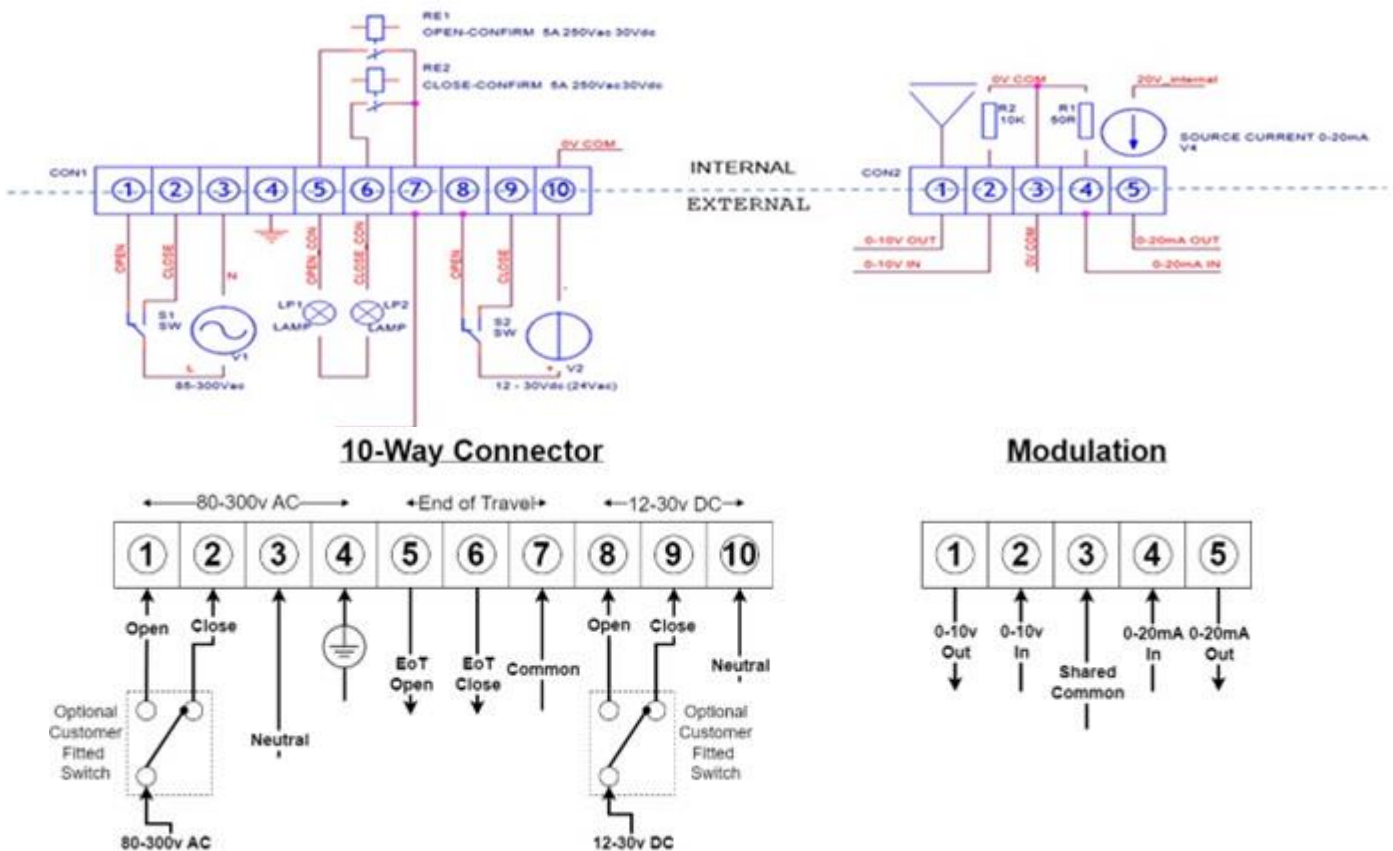 RE1
OPEN-CONFIRM 5A 250Vac 30Vdc
RE2
CLOSE-CONFIRM 5A 250Vac30Vdc
0V COM
CON1
1 2 3 4 5 6 7 8 9 10
OPEN
CLOSE
N
OPEN_CON
CLOSE_CON
OPEN
CLOSE
S1
SW
V1
L
85-300Vac
LP1
LAMP
LP2
LAMP
S2
SW
-
+
V2
12 - 30Vdc (24Vac)
INTERNAL
EXTERNAL
0V COM
20V_internal
R2
10K
R1
50R
SOURCE CURRENT 0-20mA
V4
CON2
1 2 3 4 5
0-10V OUT
0-10V IN
0V COM
0-20mA OUT
0-20mA IN
10-Way Connector
80-300v AC
End of Travel
12-30v DC
1 2 3 4 5 6 7 8 9 10
Open
Close
Neutral
EoT
Open
EoT
Close
Common
Open
Close
Neutral
Optional
Customer
Fitted
Switch
80-300v AC
Optional
Customer
Fitted
Switch
12-30v DC
Modulation
1 2 3 4 5
0-10v
Out
0-10v
In
Shared
Common
0-20mA
In
0-20mA
Out